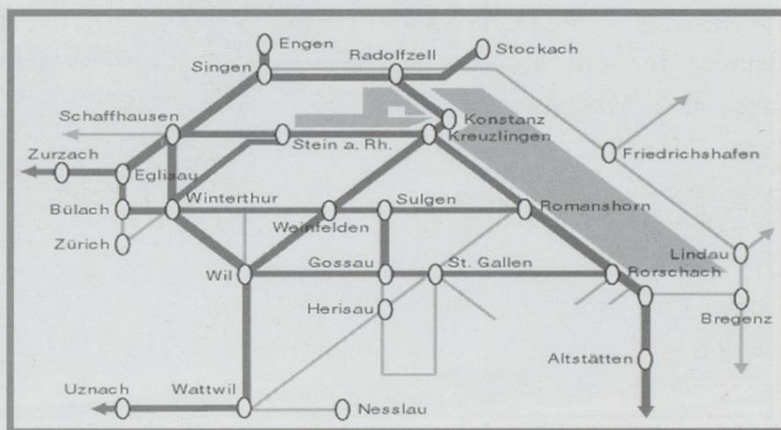 Engen
Radolfzell
Stockach
Singen
Schaffhausen
Konstanz
Kreuzlingen
Stein a. Rh.
Friedrichshafen
Zurzach
Eglisau
Winterthur
Sulgen
Bülach
Romanshorn
Weinfelden
Zürich
Lindau
Wil
Gossau
St. Gallen
Rorschach
Herisau
Bregenz
Altstätten
Uznach
Wattwil
Nesslau